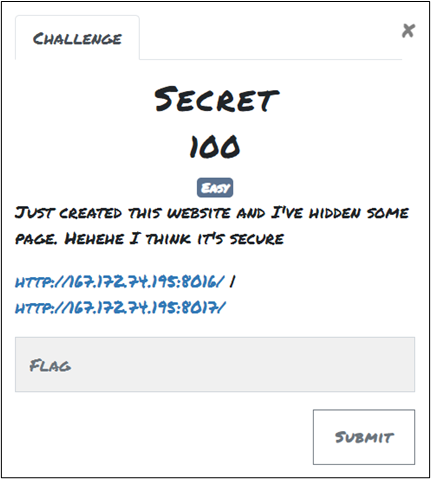 Challenge
×
Secret
100
Easy
Just created this website and I've hidden some
page. Hehehe I think it's secure
http://167.172.74.195:8016/ |
http://167.172.74.195:8017/
Flag
Submit